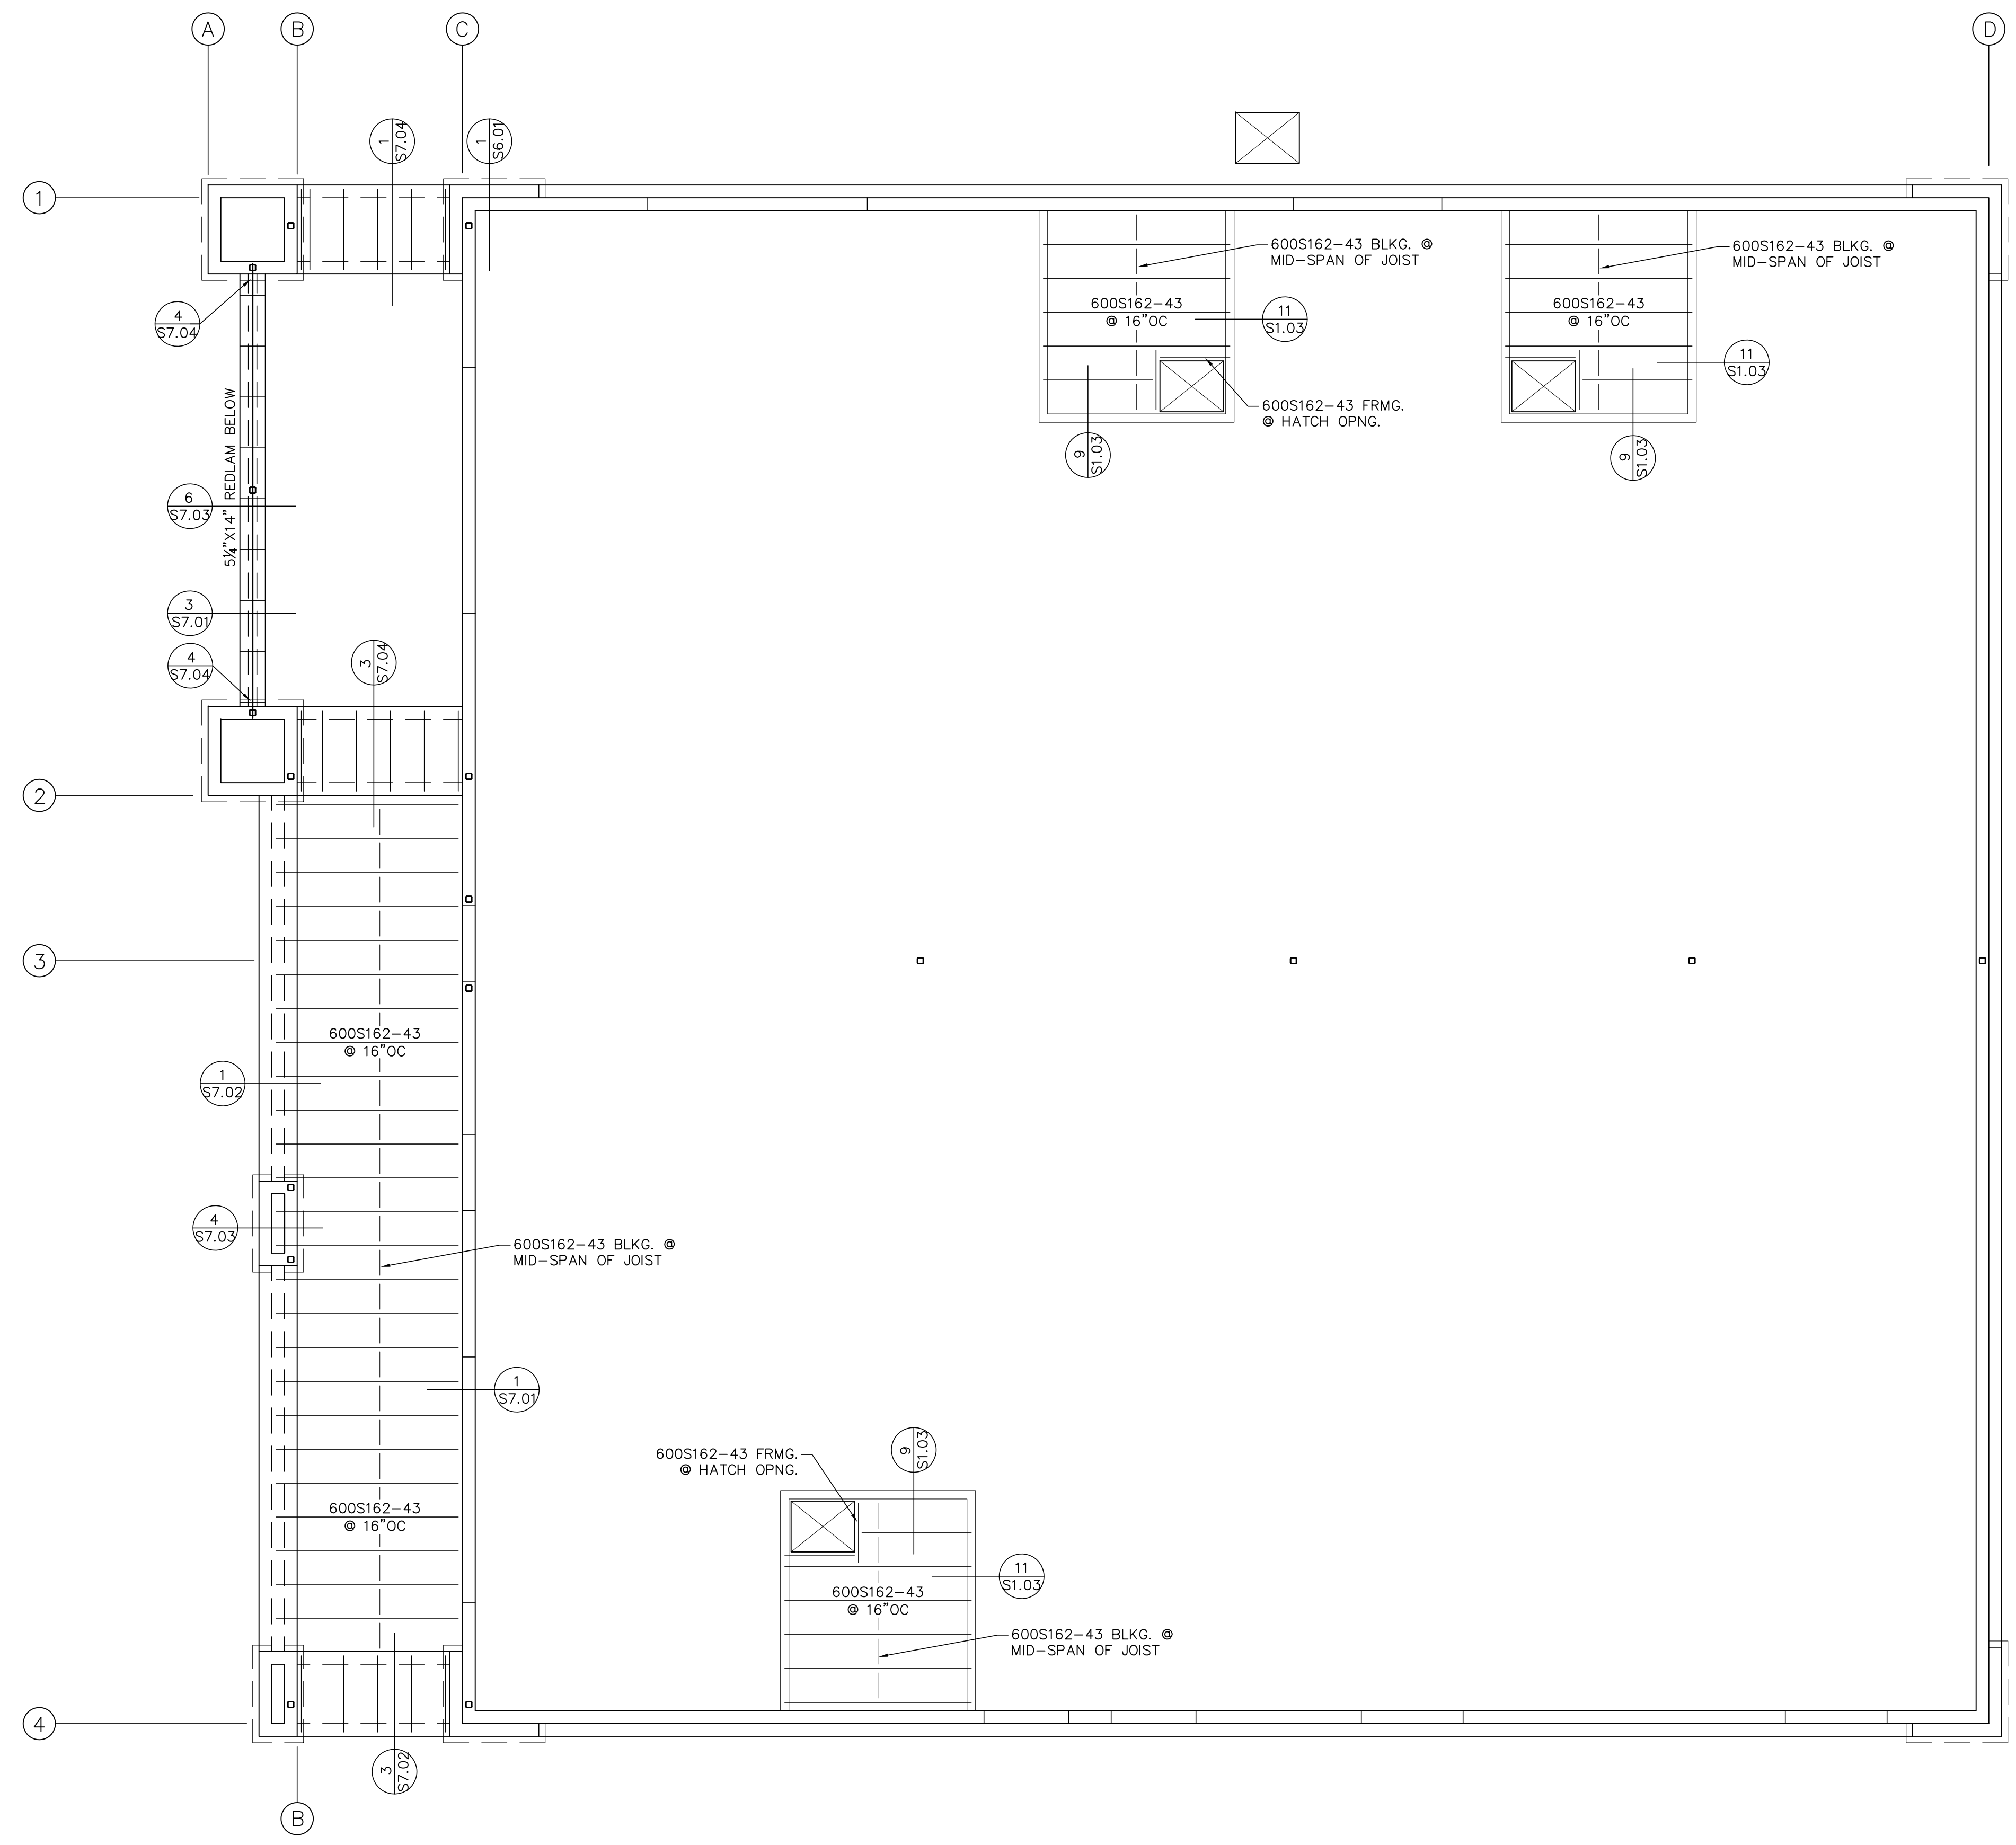 A
B
C
D
1
S7.04
1
S6.01
1
600S162-43 BLKG. @
MID-SPAN OF JOIST
600S162-43 BLKG. @
MID-SPAN OF JOIST
600S162-43
@ 16"OC
11
S1.03
600S162-43
@ 16"OC
4
S7.04
11
S1.03
600S162-43 FRMG.
@ HATCH OPNG.
9
S1.03
9
S1.03
5¼"X14" REDLAM BELOW
6
S7.03
3
S7.01
4
S7.04
3
S7.04
2
3
600S162-43
@ 16"OC
1
S7.02
4
S7.03
600S162-43 BLKG. @
MID-SPAN OF JOIST
1
S7.01
600S162-43 FRMG.
@ HATCH OPNG.
9
S1.03
600S162-43
@ 16"OC
11
S1.03
600S162-43
@ 16"OC
600S162-43 BLKG. @
MID-SPAN OF JOIST
4
3
S7.02
B